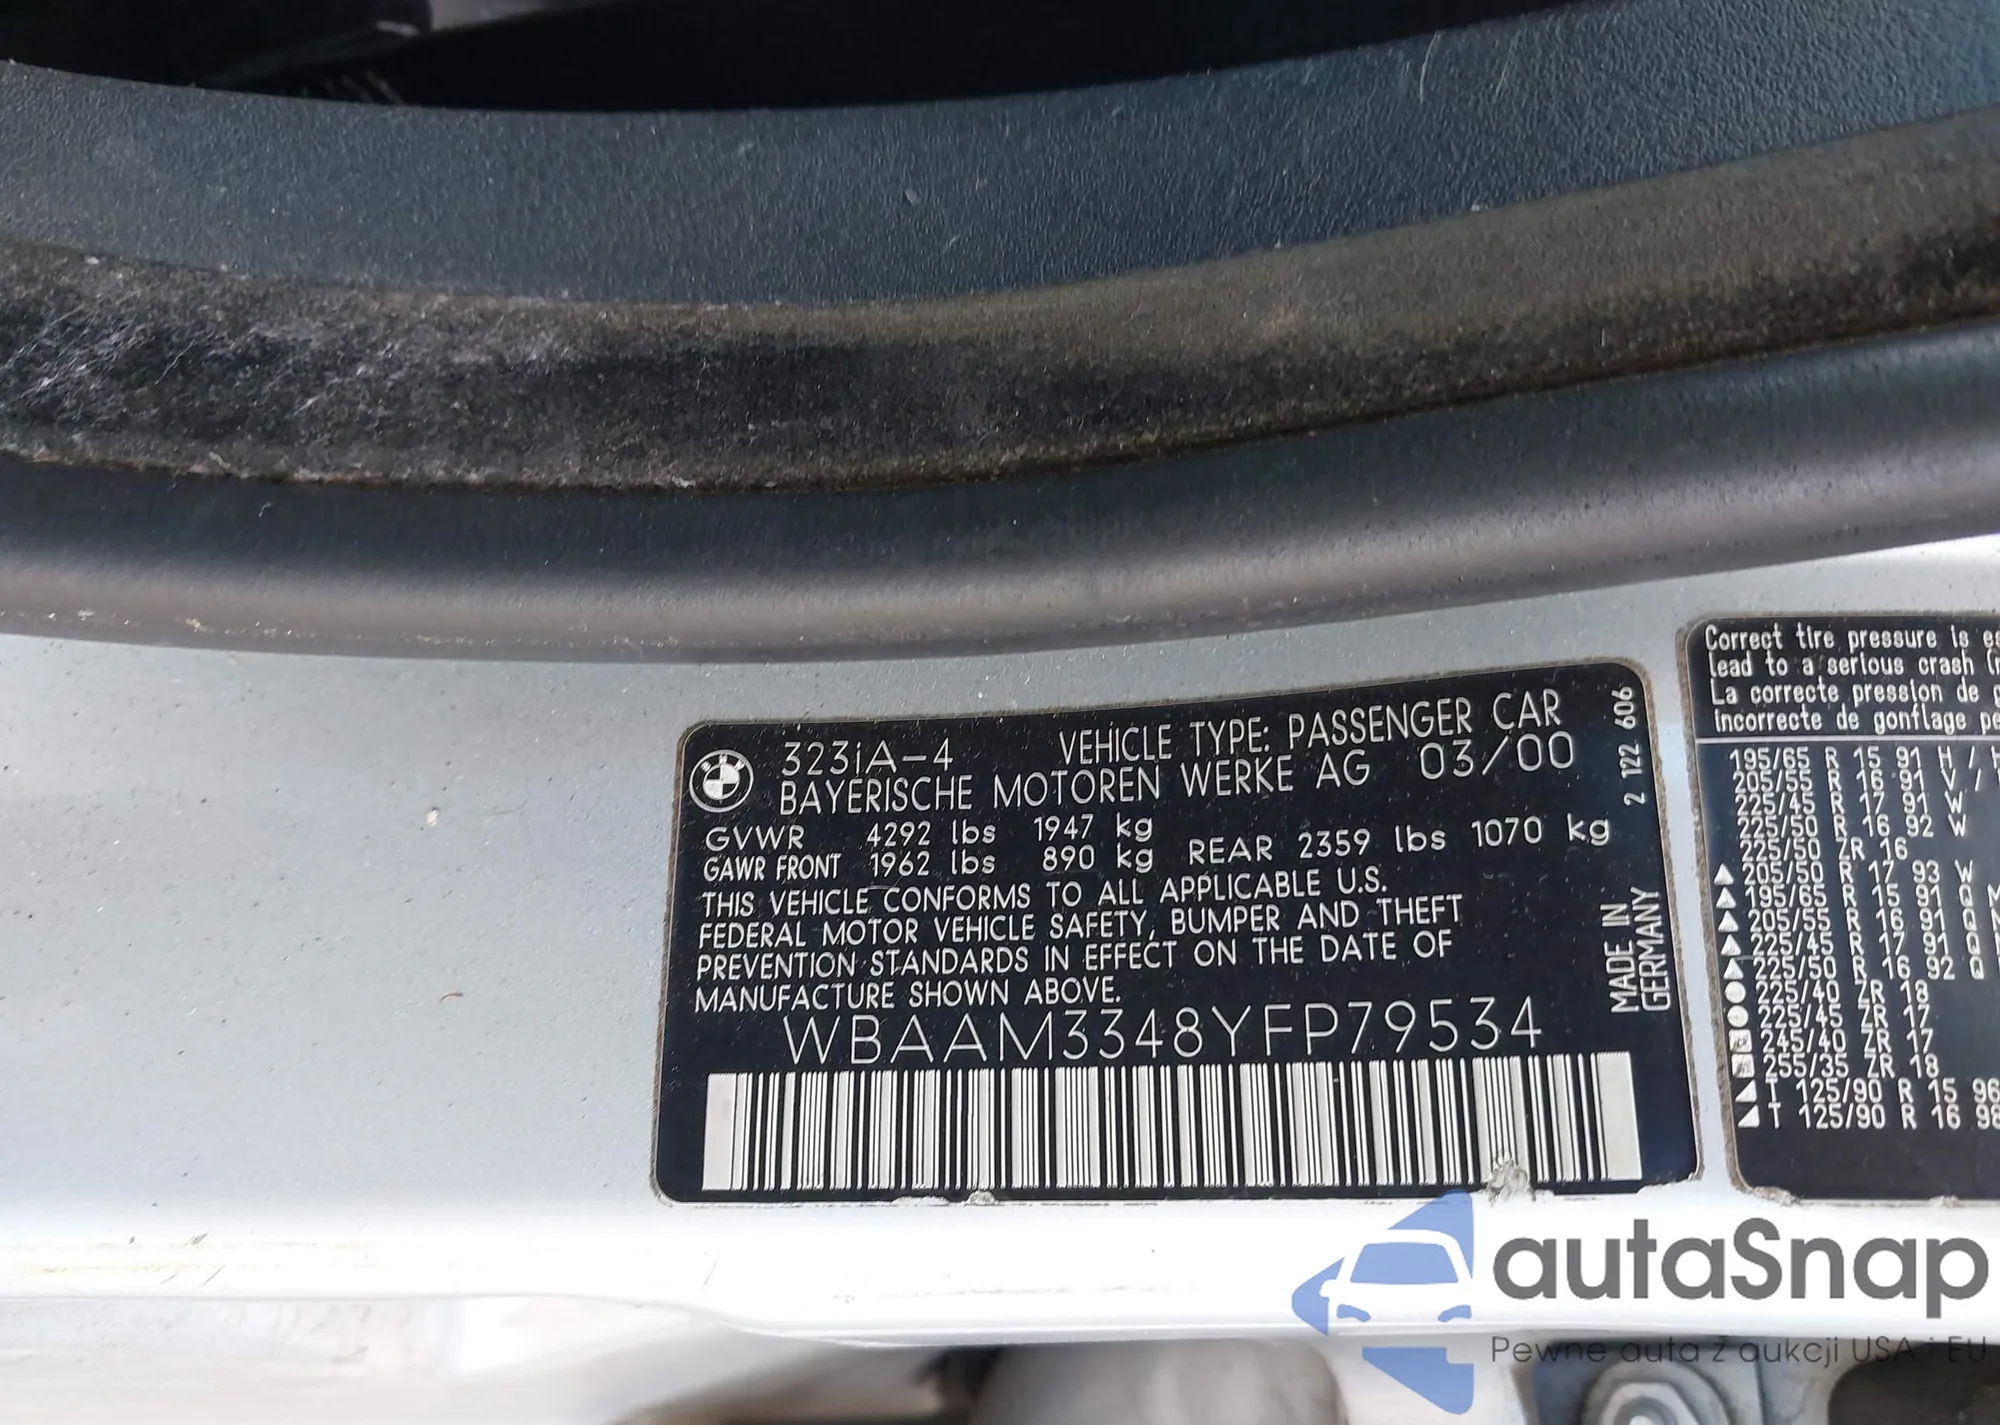 323iA-4 VEHICLE TYPE: PASSENGER CAR
BAYERISCHE MOTOREN WERKE AG 03/00
GVWR 4292 lbs 1947 kg
GAWR FRONT 1962 lbs 890 kg REAR 2359 lbs 1070 kg
THIS VEHICLE CONFORMS TO ALL APPLICABLE U.S.
FEDERAL MOTOR VEHICLE SAFETY, BUMPER AND THEFT
PREVENTION STANDARDS IN EFFECT ON THE DATE OF
MANUFACTURE SHOWN ABOVE.
WBAAM3348YFP79534
2 122 606
MADE IN
GERMANY
Correct tire pressure is
lead to a serious crash
La correcte pression de
incorrecte de gonflage
195/65 R 15 91 H /
205/55 R 16 91 V /
225/45 R 17 91 W
225/50 R 16 92 W
225/50 ZR 16
205/50 R 17 93 W
195/65 R 15 91 Q M
205/55 R 16 91 Q
225/45 R 17 91 Q
225/50 R 16 92 Q
225/40 ZR 18
225/45 ZR 17
245/40 ZR 17
255/35 ZR 18
T 125/90 R 15 96
T 125/90 R 16 98
autaSnap
Pewne auta z aukcji USA i EU